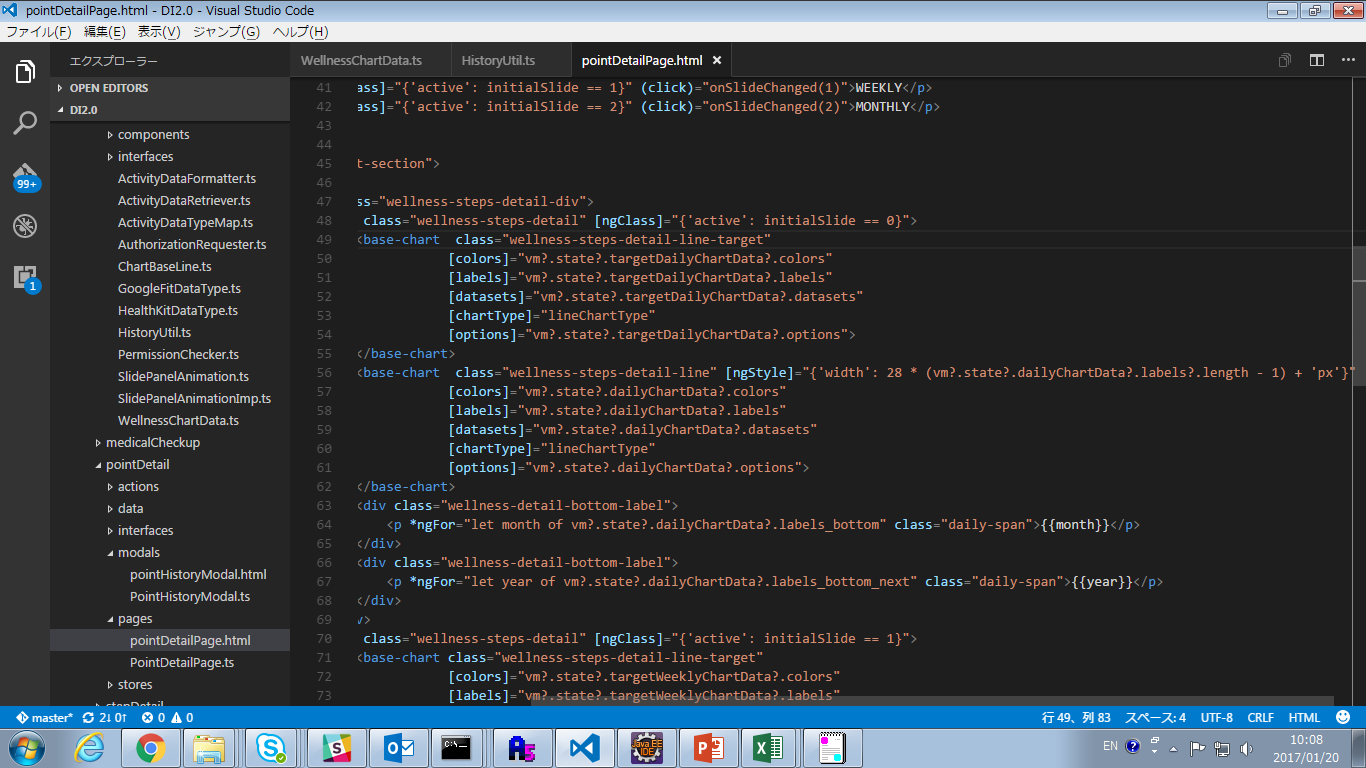 pointDetailPage.html - DI2.0 - Visual Studio Code
ファイル(F) 編集(E) 表示(V) ジャンプ(G) ヘルプ(H)
エクスプローラー
WellnessChartData.ts HistoryUtil.ts pointDetailPage.html
OPEN EDITORS
DI2.0
components
interfaces
ActivityDataFormatter.ts
ActivityDataRetriever.ts
ActivityDataTypeMap.ts
AuthorizationRequester.ts
ChartBaseLine.ts
GoogleFitDataType.ts
HealthKitDataType.ts
HistoryUtil.ts
PermissionChecker.ts
SlidePanelAnimation.ts
SlidePanelAnimationImp.ts
WellnessChartData.ts
medicalCheckup
pointDetail
actions
data
interfaces
modals
pointHistoryModal.html
PointHistoryModal.ts
pages
pointDetailPage.html
PointDetailPage.ts
stores
stepDetail
99+
1
41 ass]="{'active': initialSlide == 1}" (click)="onSlideChanged(1)">WEEKLY</p>
42 ass]="{'active': initialSlide == 2}" (click)="onSlideChanged(2)">MONTHLY</p>
43
44
45 t-section">
46
47 ss="wellness-steps-detail-div">
48 class="wellness-steps-detail" [ngClass]="{'active': initialSlide == 0}">
49 <base-chart  class="wellness-steps-detail-line-target"
50 [colors]="vm?.state?.targetDailyChartData?.colors"
51 [labels]="vm?.state?.targetDailyChartData?.labels"
52 [datasets]="vm?.state?.targetDailyChartData?.datasets"
53 [chartType]="lineChartType"
54 [options]="vm?.state?.targetDailyChartData?.options">
55 </base-chart>
56 <base-chart  class="wellness-steps-detail-line" [ngStyle]="{'width': 28 * (vm?.state?.dailyChartData?.labels?.length - 1) + 'px'}"
57 [colors]="vm?.state?.dailyChartData?.colors"
58 [labels]="vm?.state?.dailyChartData?.labels"
59 [datasets]="vm?.state?.dailyChartData?.datasets"
60 [chartType]="lineChartType"
61 [options]="vm?.state?.dailyChartData?.options">
62 </base-chart>
63 <div class="wellness-detail-bottom-label">
64 <p *ngFor="let month of vm?.state?.dailyChartData?.labels_bottom" class="daily-span">{{month}}</p>
65 </div>
66 <div class="wellness-detail-bottom-label">
67 <p *ngFor="let year of vm?.state?.dailyChartData?.labels_bottom_next" class="daily-span">{{year}}</p>
68 </div>
69 v>
70 class="wellness-steps-detail" [ngClass]="{'active': initialSlide == 1}">
71 <base-chart class="wellness-steps-detail-line-target"
72 [colors]="vm?.state?.targetWeeklyChartData?.colors"
73 [labels]="vm?.state?.targetWeeklyChartData?.labels"
master* 2↓ 0↑ 0 0 行 49、列 83 スペース: 4 UTF-8 CRLF HTML
EN 10:08
2017/01/20